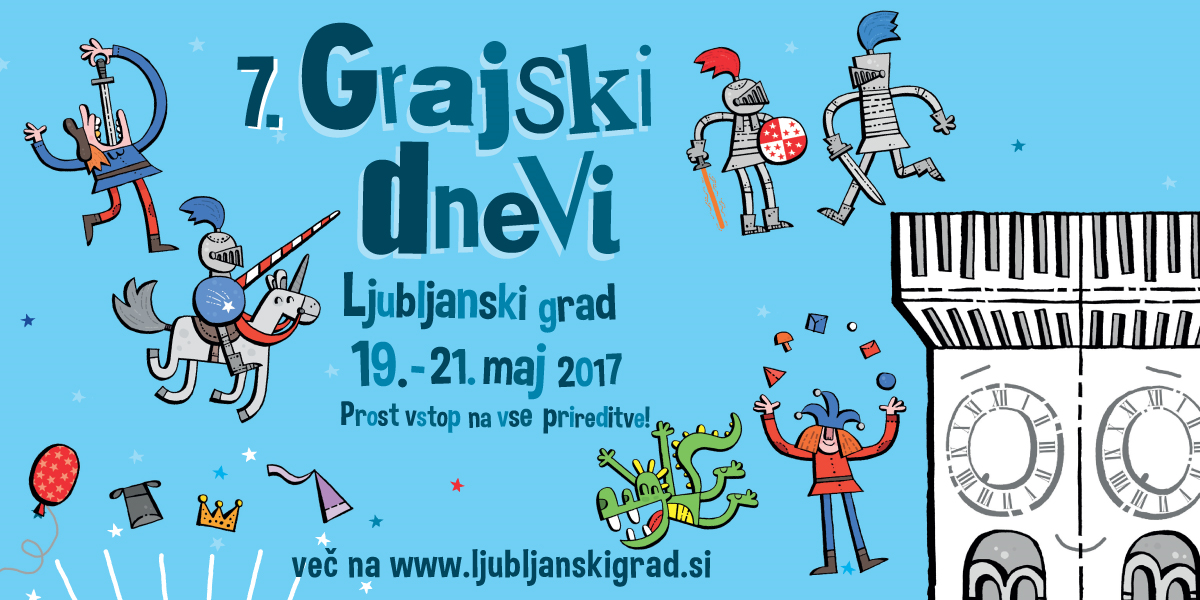 7. Grajski
dnevi
Ljubljanski grad
19.-21. maj 2017
Prost vstop na vse prireditve!
več na www.ljubljanskigrad.si